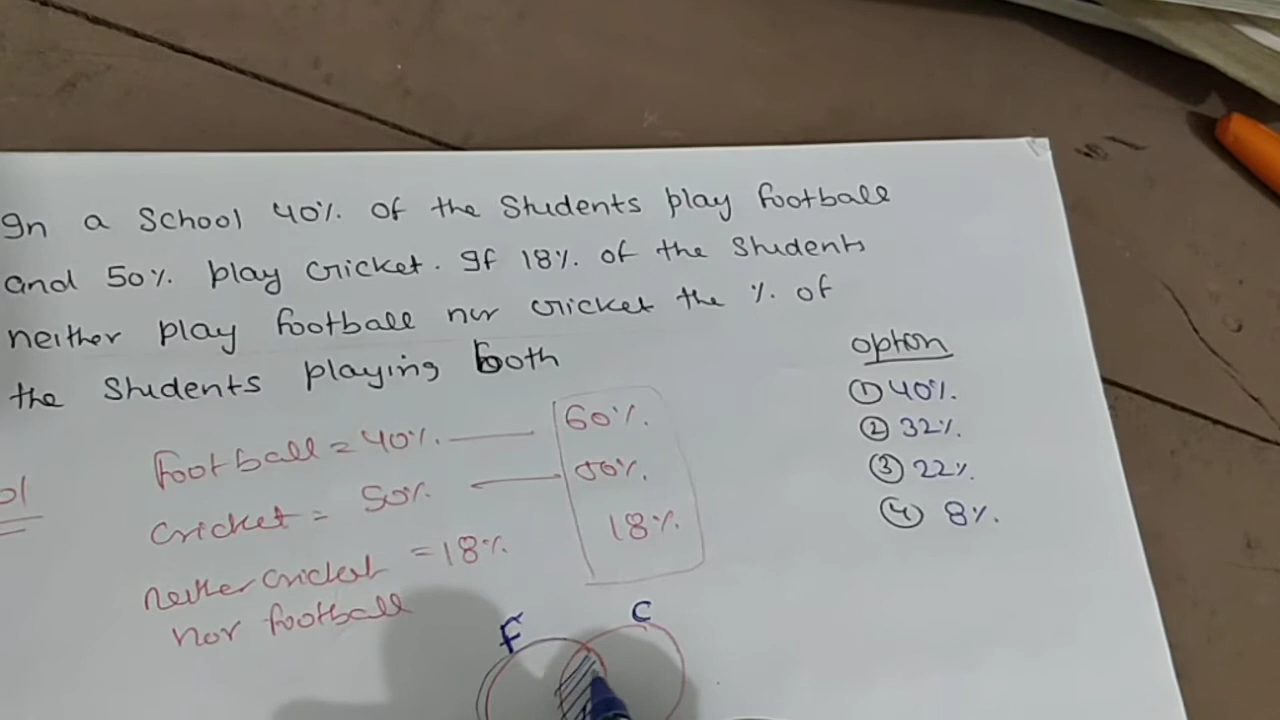 In a School 40% of the Students play football
and 50% play cricket. If 18% of the Students
neither play football nor cricket the % of
the Students playing both
option
① 40%.
② 32%.
③ 22%.
④ 8%.
football = 40% — 60%.
cricket = 50% — 50%.
neither cricket = 18% 18%
nor football
ol
F C